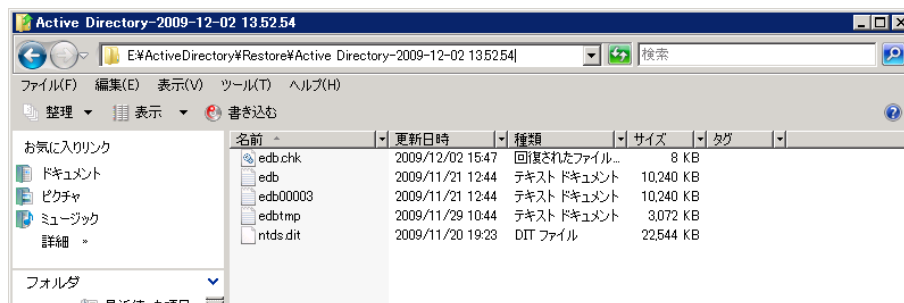 Active Directory-2009-12-02 13.52.54
E:¥ActiveDirectory¥Restore¥Active Directory-2009-12-02 13.52.54 検索
ファイル(F) 編集(E) 表示(V) ツール(T) ヘルプ(H)
整理 表示 書き込む
お気に入りリンク
ドキュメント
ピクチャ
ミュージック
詳細 »
フォルダ
名前 更新日時 種類 サイズ タグ
edb.chk 2009/12/02 15:47 回復されたファイル... 8 KB
edb 2009/11/21 12:44 テキスト ドキュメント 10,240 KB
edb00003 2009/11/21 12:44 テキスト ドキュメント 10,240 KB
edbtmp 2009/11/29 10:44 テキスト ドキュメント 3,072 KB
ntds.dit 2009/11/20 19:23 DIT ファイル 22,544 KB